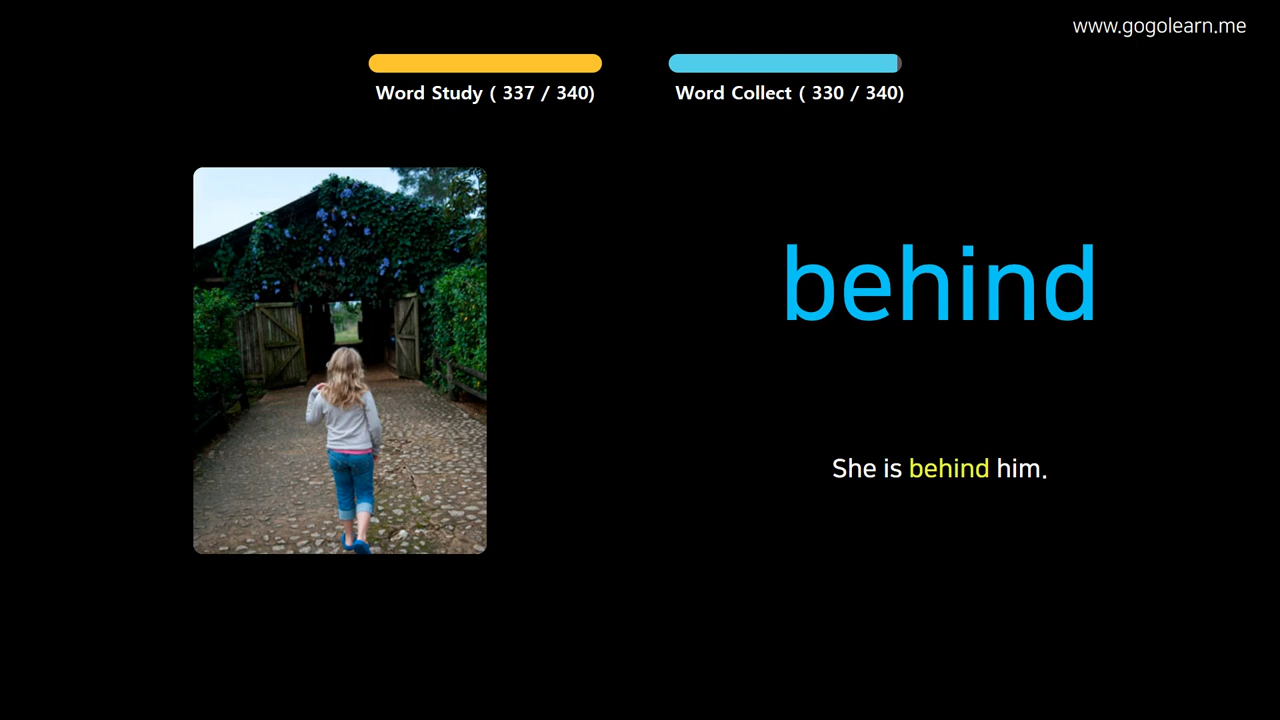 www.gogolearn.me
Word Study ( 337 / 340)
Word Collect ( 330 / 340)
behind
She is behind him.